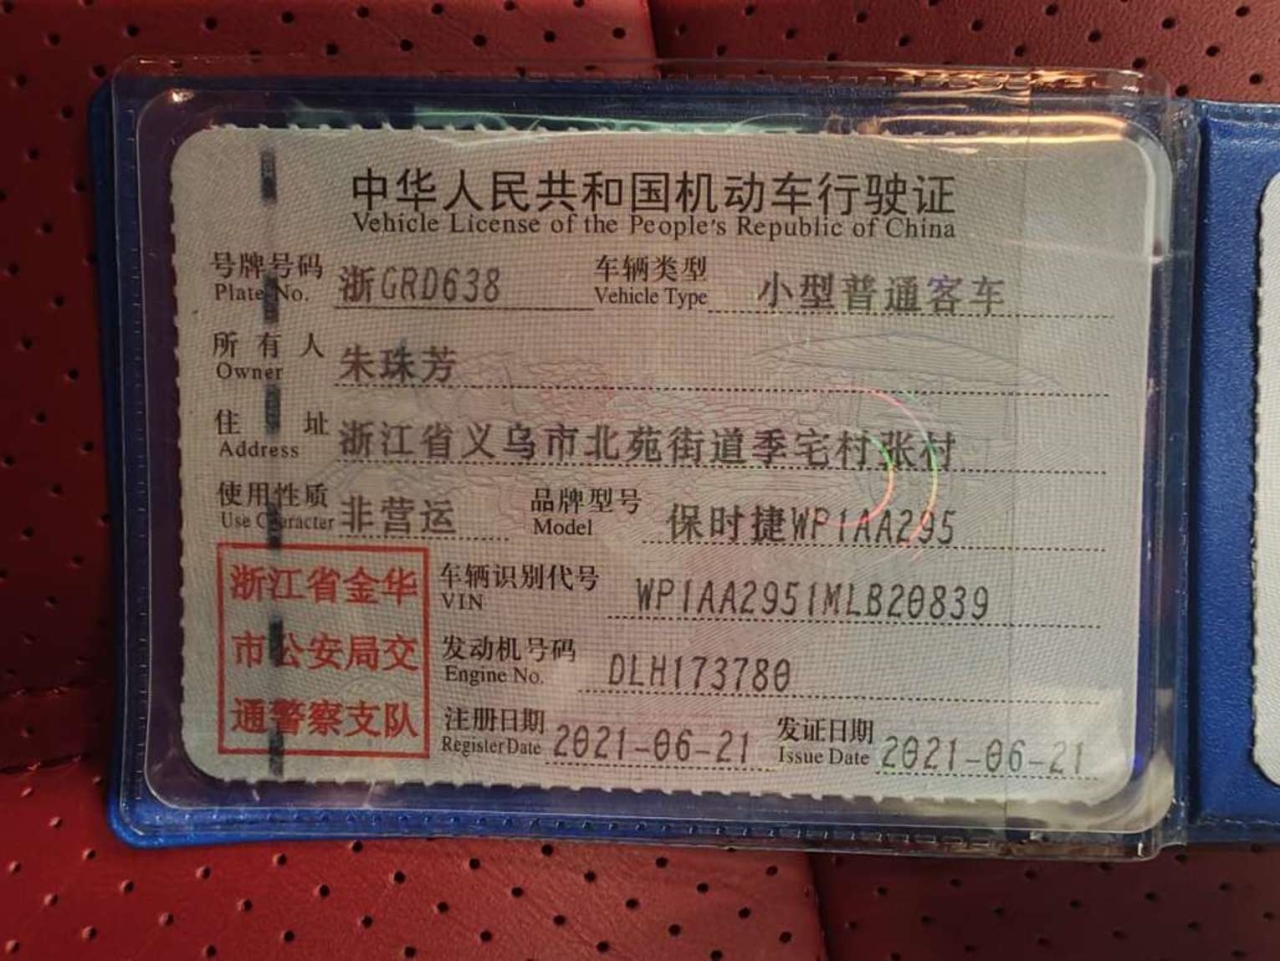 中华人民共和国机动车行驶证
Vehicle License of the People's Republic of China
号牌号码 浙GRD638 车辆类型 小型普通客车
Plate No. Vehicle Type
所有人 朱珠芳
Owner
住址 浙江省义乌市北苑街道季宅村张村
Address
使用性质 非营运 品牌型号 保时捷WP1AA295
Use Character Model
浙江省金华
市公安局交
通警察支队
车辆识别代号 WP1AA2951MLB20839
VIN
发动机号码 DLH173780
Engine No.
注册日期 2021-06-21 发证日期 2021-06-21
Register Date Issue Date